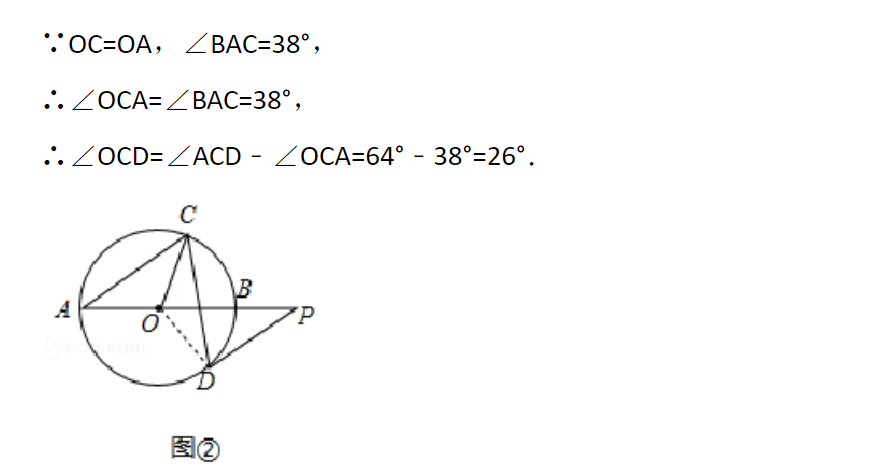 ∵OC=OA，∠BAC=38°，
∴∠OCA=∠BAC=38°，
∴∠OCD=∠ACD﹣∠OCA=64°﹣38°=26°．
C
B
A
O
P
D
图②